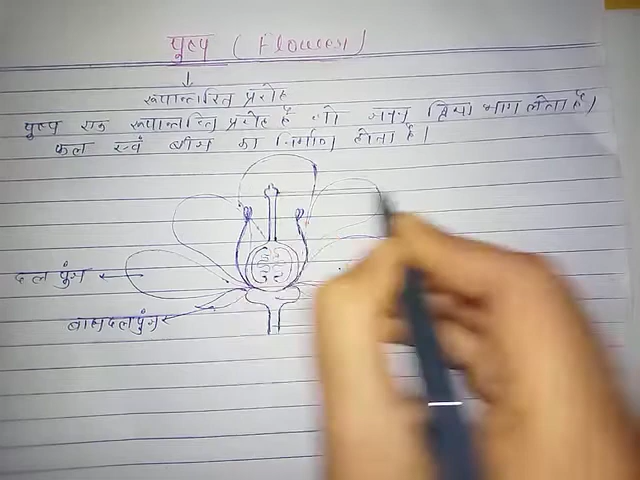 पुष्प ( Flower )
रूपान्तरित प्ररोह
पुष्प एक रूपान्तरित प्ररोह है जो जनन क्रिया भाग लेता है /
फल एवं बीज का निर्माण होता है।
दल पुंज
बाह्यदलपुंज